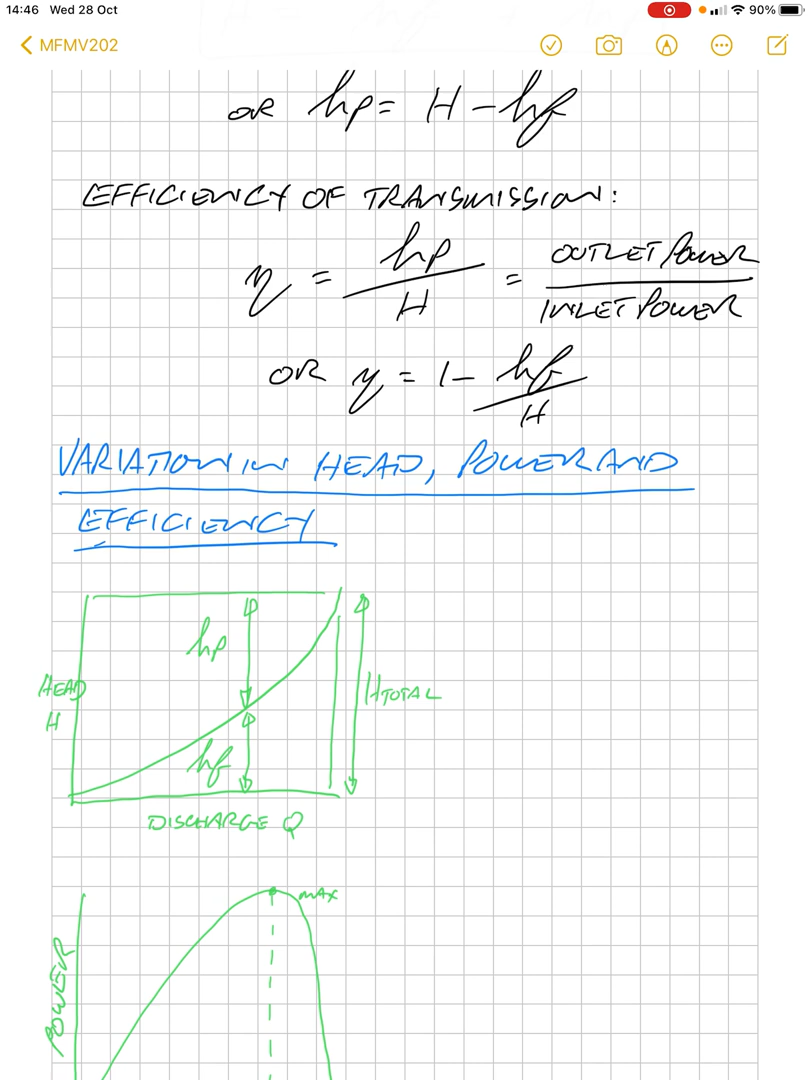 14:46 Wed 28 Oct
90%
MFMV202
OR hp = H - hf
EFFICIENCY OF TRANSMISSION:
η = hp/H = OUTLET POWER/INLET POWER
OR η = 1 - hf/H
VARIATION IN HEAD, POWER AND
EFFICIENCY
hp
HEAD
H
HTOTAL
hf
DISCHARGE Q
MAX
POWER